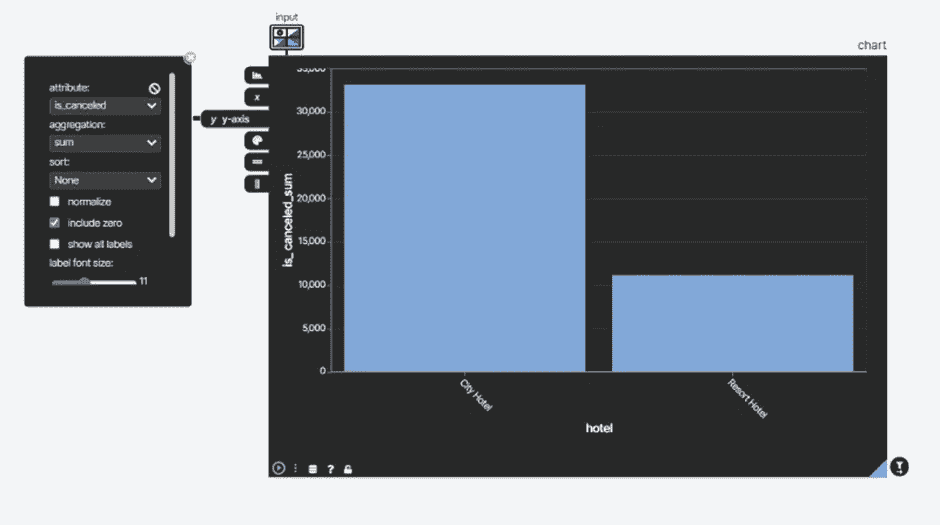 input
chart
attribute:
is_canceled
aggregation:
sum
sort:
None
normalize
include zero
show all labels
label font size:
11
x
y y-axis
is_canceled_sum
35,000
30,000
25,000
20,000
15,000
10,000
5,000
0
City Hotel
Resort Hotel
hotel
?